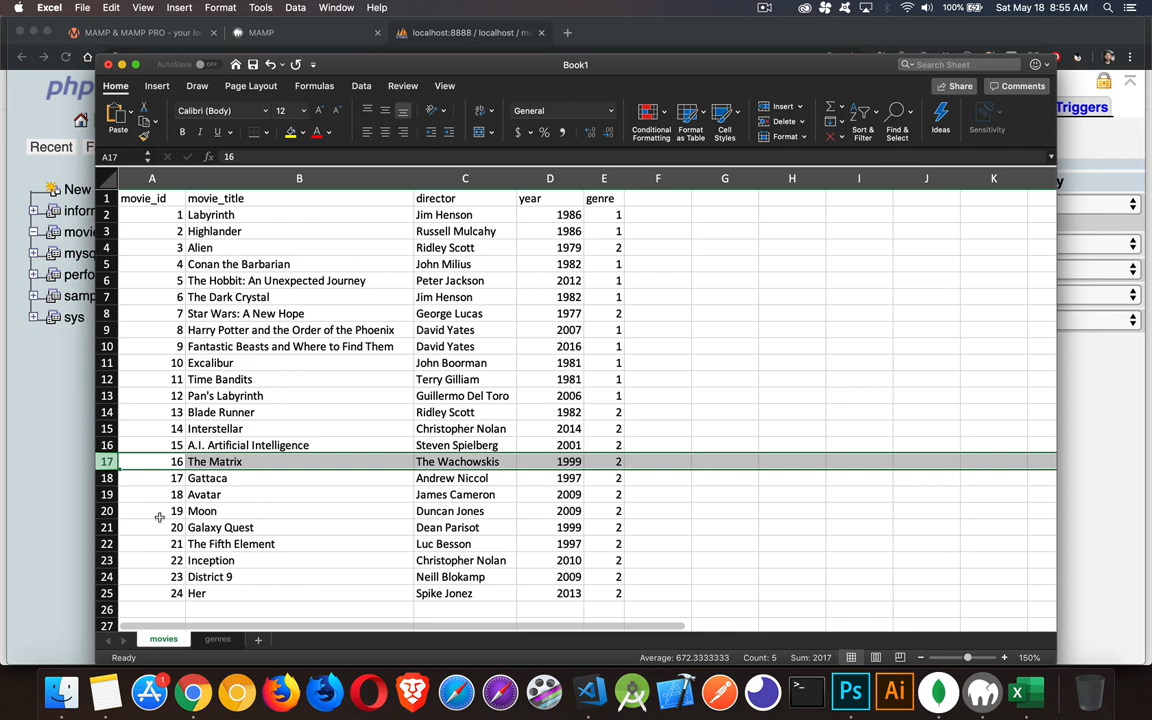 Excel File Edit View Insert Format Tools Data Window Help 100% Sat May 18 8:55 AM
MAMP & MAMP PRO - your lo MAMP localhost:8888 / localhost / mo
AutoSave OFF Book1 Search Sheet
Home Insert Draw Page Layout Formulas Data Review View Share Comments
Paste Calibri (Body) 12 General Conditional Formatting Format as Table Cell Styles Insert Delete Format Sort & Filter Find & Select Ideas Sensitivity
A17 fx 16
A B C D E F G H I J K
1 movie_id movie_title director year genre
2 1 Labyrinth Jim Henson 1986 1
3 2 Highlander Russell Mulcahy 1986 1
4 3 Alien Ridley Scott 1979 2
5 4 Conan the Barbarian John Milius 1982 1
6 5 The Hobbit: An Unexpected Journey Peter Jackson 2012 1
7 6 The Dark Crystal Jim Henson 1982 1
8 7 Star Wars: A New Hope George Lucas 1977 2
9 8 Harry Potter and the Order of the Phoenix David Yates 2007 1
10 9 Fantastic Beasts and Where to Find Them David Yates 2016 1
11 10 Excalibur John Boorman 1981 1
12 11 Time Bandits Terry Gilliam 1981 1
13 12 Pan's Labyrinth Guillermo Del Toro 2006 1
14 13 Blade Runner Ridley Scott 1982 2
15 14 Interstellar Christopher Nolan 2014 2
16 15 A.I. Artificial Intelligence Steven Spielberg 2001 2
17 16 The Matrix The Wachowskis 1999 2
18 17 Gattaca Andrew Niccol 1997 2
19 18 Avatar James Cameron 2009 2
20 19 Moon Duncan Jones 2009 2
21 20 Galaxy Quest Dean Parisot 1999 2
22 21 The Fifth Element Luc Besson 1997 2
23 22 Inception Christopher Nolan 2010 2
24 23 District 9 Neill Blokamp 2009 2
25 24 Her Spike Jonez 2013 2
26
27
movies genres
Ready Average: 672.3333333 Count: 5 Sum: 2017 150%
php
Recent F
New
inform
movie
mysq
perfo
samp
sys
Triggers
y
1
Ps Ai